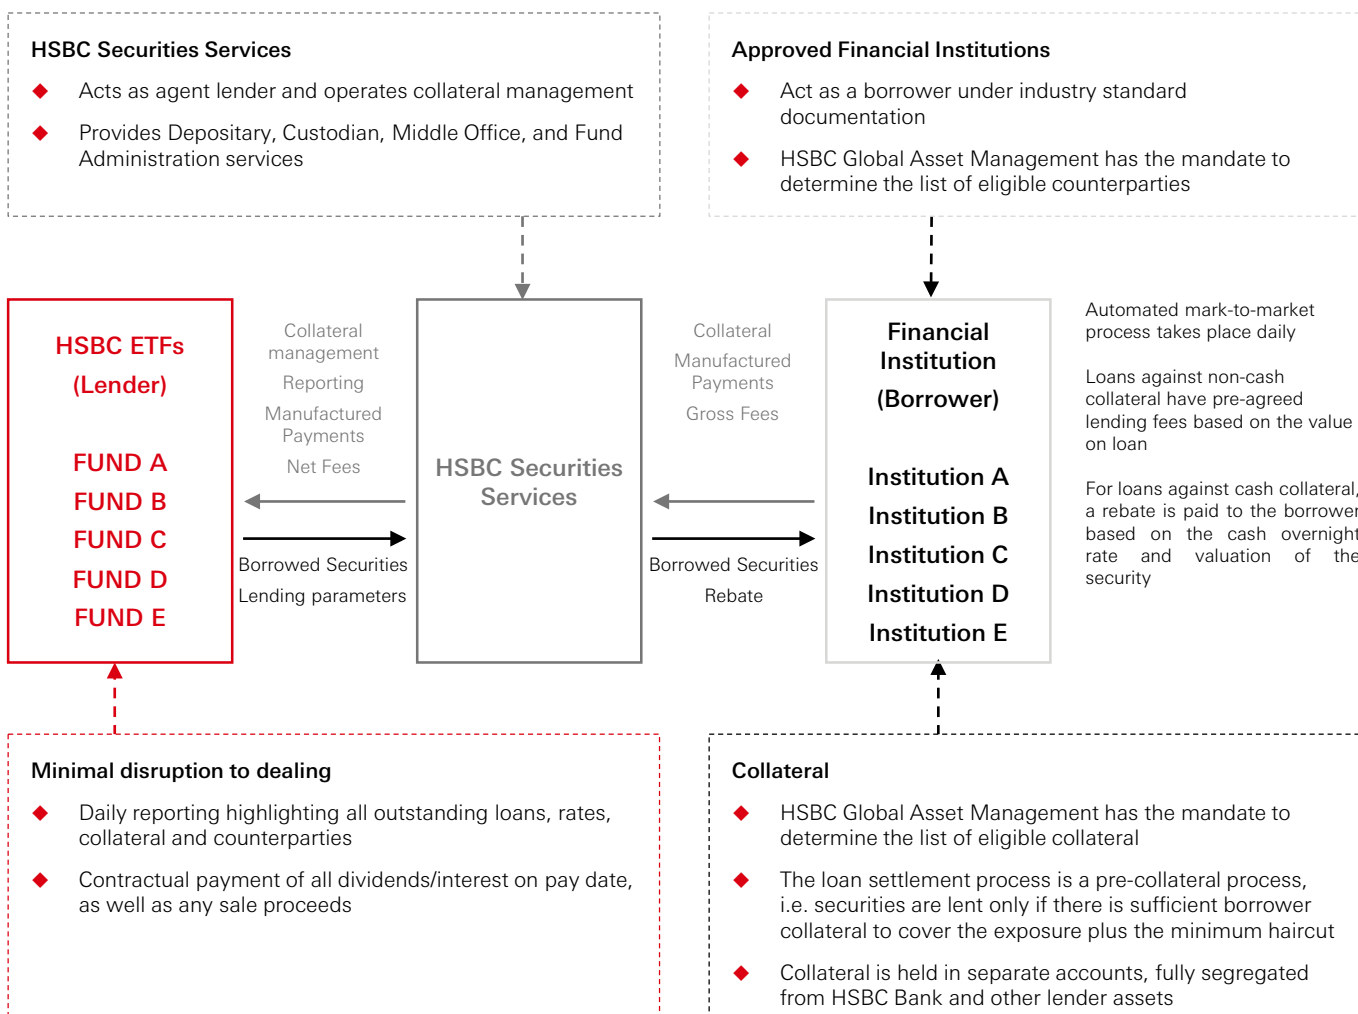 HSBC Securities Services
Acts as agent lender and operates collateral management
Provides Depositary, Custodian, Middle Office, and Fund
Administration services
Approved Financial Institutions
Act as a borrower under industry standard
documentation
HSBC Global Asset Management has the mandate to
determine the list of eligible counterparties
HSBC ETFs
(Lender)
FUND A
FUND B
FUND C
FUND D
FUND E
Collateral
management
Reporting
Manufactured
Payments
Net Fees
Borrowed Securities
Lending parameters
HSBC Securities
Services
Collateral
Manufactured
Payments
Gross Fees
Borrowed Securities
Rebate
Financial
Institution
(Borrower)
Institution A
Institution B
Institution C
Institution D
Institution E
Automated mark-to-market
process takes place daily
Loans against non-cash
collateral have pre-agreed
lending fees based on the value
on loan
For loans against cash collateral,
a rebate is paid to the borrower
based on the cash overnight
rate and valuation of the
security
Minimal disruption to dealing
Daily reporting highlighting all outstanding loans, rates,
collateral and counterparties
Contractual payment of all dividends/interest on pay date,
as well as any sale proceeds
Collateral
HSBC Global Asset Management has the mandate to
determine the list of eligible collateral
The loan settlement process is a pre-collateral process,
i.e. securities are lent only if there is sufficient borrower
collateral to cover the exposure plus the minimum haircut
Collateral is held in separate accounts, fully segregated
from HSBC Bank and other lender assets